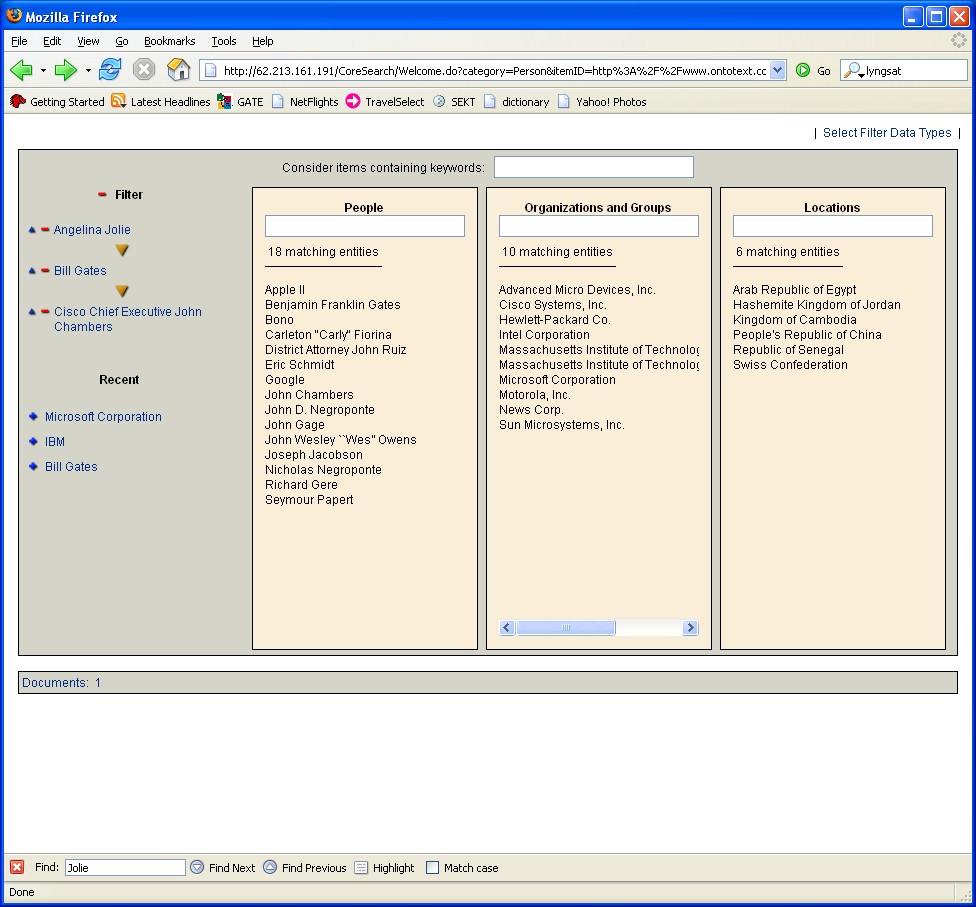 Mozilla Firefox
File Edit View Go Bookmarks Tools Help
http://62.213.161.191/CoreSearch/Welcome.do?category=Person&itemID=http%3A%2F%2Fwww.ontotext.cc Go lyngsat
Getting Started Latest Headlines GATE NetFlights TravelSelect SEKT dictionary Yahoo! Photos
| Select Filter Data Types |
Consider items containing keywords:
Filter
Angelina Jolie
Bill Gates
Cisco Chief Executive John
Chambers
Recent
Microsoft Corporation
IBM
Bill Gates
People
18 matching entities
Apple II
Benjamin Franklin Gates
Bono
Carleton "Carly" Fiorina
District Attorney John Ruiz
Eric Schmidt
Google
John Chambers
John D. Negroponte
John Gage
John Wesley ``Wes'' Owens
Joseph Jacobson
Nicholas Negroponte
Richard Gere
Seymour Papert
Organizations and Groups
10 matching entities
Advanced Micro Devices, Inc.
Cisco Systems, Inc.
Hewlett-Packard Co.
Intel Corporation
Massachusetts Institute of Technolog
Massachusetts Institute of Technolog
Microsoft Corporation
Motorola, Inc.
News Corp.
Sun Microsystems, Inc.
Locations
6 matching entities
Arab Republic of Egypt
Hashemite Kingdom of Jordan
Kingdom of Cambodia
People's Republic of China
Republic of Senegal
Swiss Confederation
Documents: 1
Find: Jolie Find Next Find Previous Highlight Match case
Done